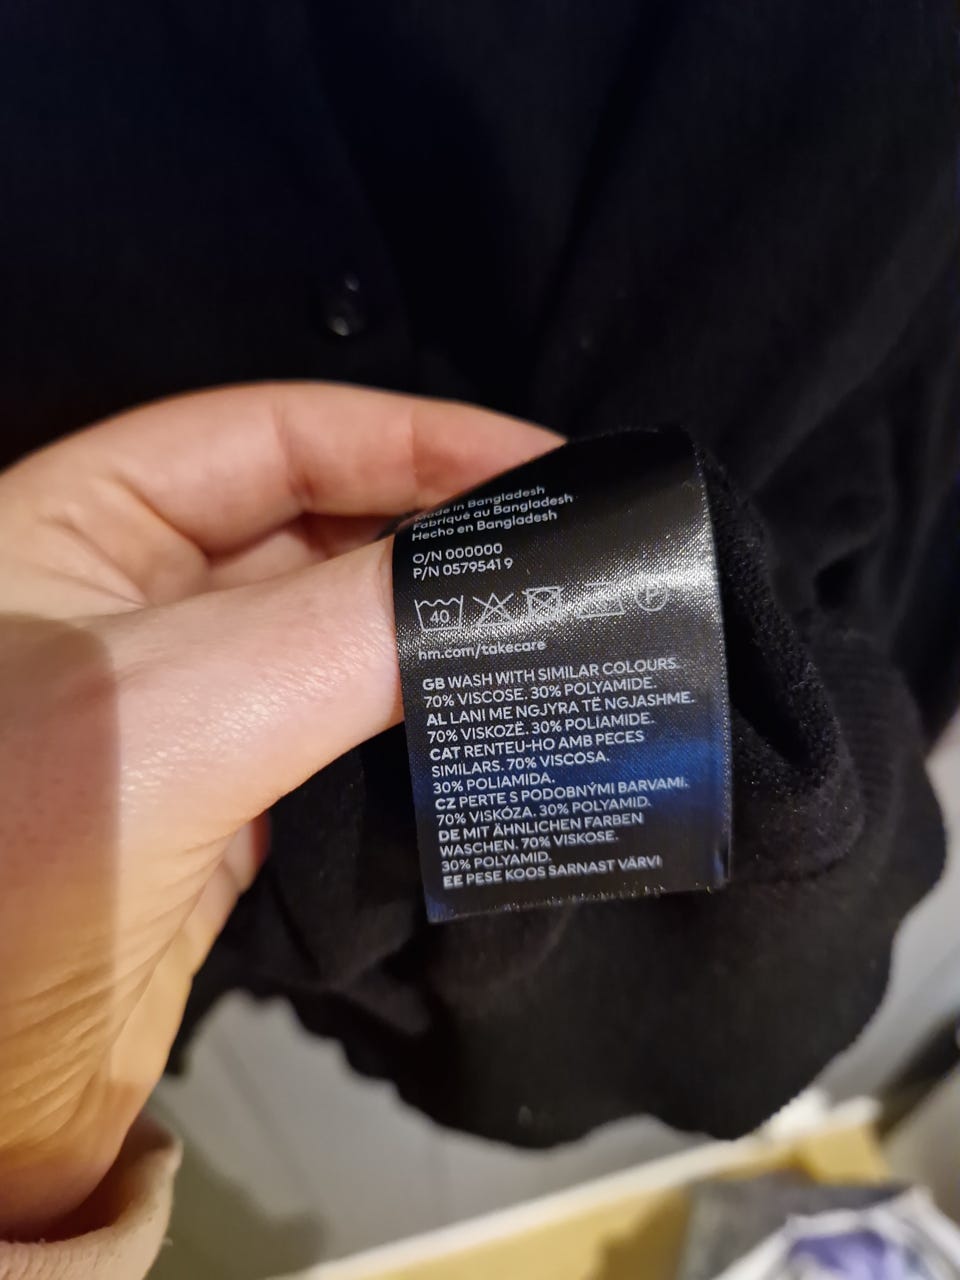 Made in Bangladesh
Fabriqué au Bangladesh
Hecho en Bangladesh
O/N 000000
P/N 0579541 9
40 P
hm.com/takecare
GB WASH WITH SIMILAR COLOURS.
70% VISCOSE. 30% POLYAMIDE.
AL LANI ME NGJYRA TË NGJASHME.
70% VISKOZË. 30% POLIAMIDE.
CAT RENTEU-HO AMB PECES
SIMILARS. 70% VISCOSA.
30% POLIAMIDA.
CZ PERTE S PODOBNÝMI BARVAMI.
70% VISKÓZA. 30% POLYAMID.
DE MIT ÄHNLICHEN FARBEN
WASCHEN. 70% VISKOSE.
30% POLYAMID.
EE PESE KOOS SARNAST VÄRVI